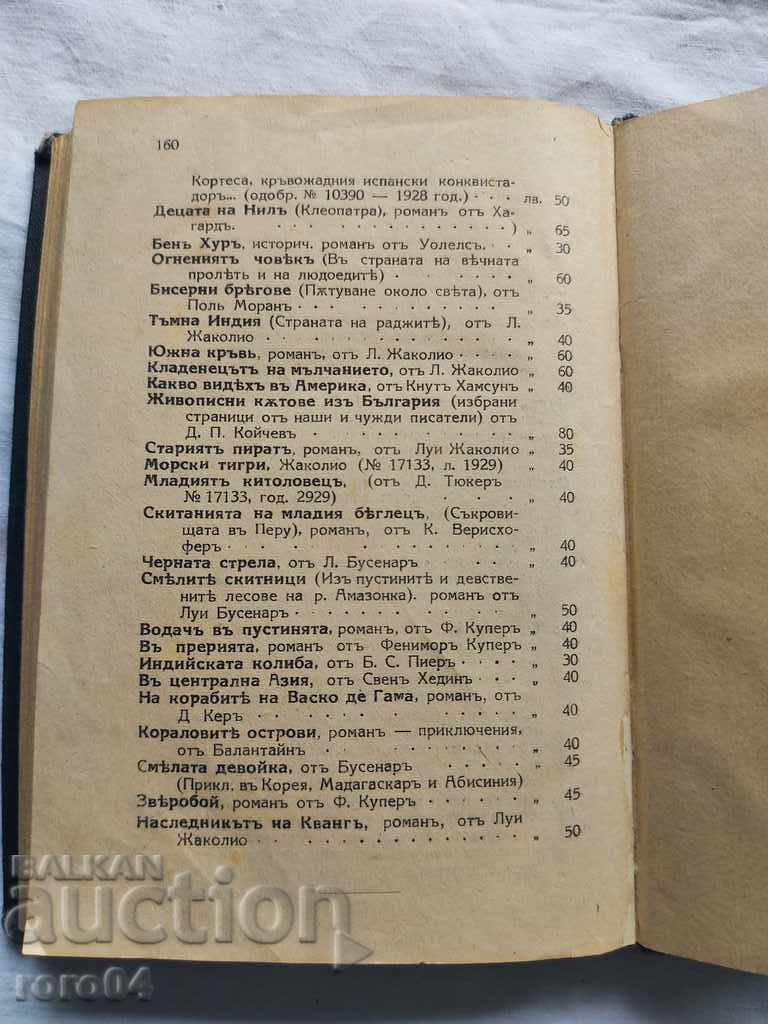 160
Кортеса, кръвожадния испански конквиста-
доръ... (одобр. № 10390 — 1928 год.) · · · лв. 50
Децата на Нилъ (Клеопатра), романъ отъ Ха-
гардъ. · · · · · · · · · ) „ 65
Бенъ Хуръ, историч. романъ отъ Уолелсъ. · · „ 30
Огнениятъ човѣкъ (Въ страната на вѣчната
пролѣть и на людоедитѣ) · · · · · · „ 60
Бисерни брѣгове (Пѫтуване около свѣта), отъ
Поль Моранъ · · · · · · · · „ 35
Тъмна Индия (Страната на раджитѣ), отъ Л.
Жаколио · · · · · · · · · „ 40
Южна кръвь, романъ, отъ Л. Жаколио · · · · „ 60
Кладенецътъ на мълчанието, отъ Л. Жаколио „ 60
Какво видѣхъ въ Америка, отъ Кнутъ Хамсунъ „ 40
Живописни кѫтове изъ България (избрани
страници отъ наши и чужди писатели) отъ
Д. П. Койчевъ · · · · · · · · „ 80
Стариятъ пиратъ, романъ, отъ Луи Жаколио „ 35
Морски тигри, Жаколио (№ 17133, л. 1929) „ 40
Младиятъ китоловецъ, (отъ Д. Тюкеръ
№ 17133, год. 2929) · · · „ 40
Скитанията на младия бѣглецъ, (Съкрови-
щата въ Перу), романъ, отъ К. Верисхо-
феръ · · · · · · · · · · „ 40
Черната стрела, отъ Л. Бусенаръ · · · · „ 40
Смѣлитѣ скитници (Изъ пустинитѣ и девстве-
нитѣ лесове на р. Амазонка). романъ отъ
Луи Бусенаръ · · · · · · · · „ 50
Водачъ въ пустинята, романъ, отъ Ф. Куперъ „ 40
Въ прерията, романъ отъ Фениморъ Куперъ „ 40
Индийската колиба, отъ Б. С. Пиеръ · · · · „ 30
Въ централна Азия, отъ Свенъ Хединъ · · · „ 40
На корабитѣ на Васко де Гама, романъ, отъ
Д Керъ · · · · · · · · · „ 40
Кораловитѣ острови, романъ — приключения,
отъ Балантайнъ · · · · · · · „ 40
Смѣлата девойка, отъ Бусенаръ · · · · „ 45
(Прикл. въ Корея, Мадагаскаръ и Абисиния)
Звѣробой, романъ отъ Ф. Куперъ · · · · · „ 45
Наследникътъ на Квангъ, романъ, отъ Луи
Жаколио · · · · · · · · · „ 50
BALKAN
auction
roro04